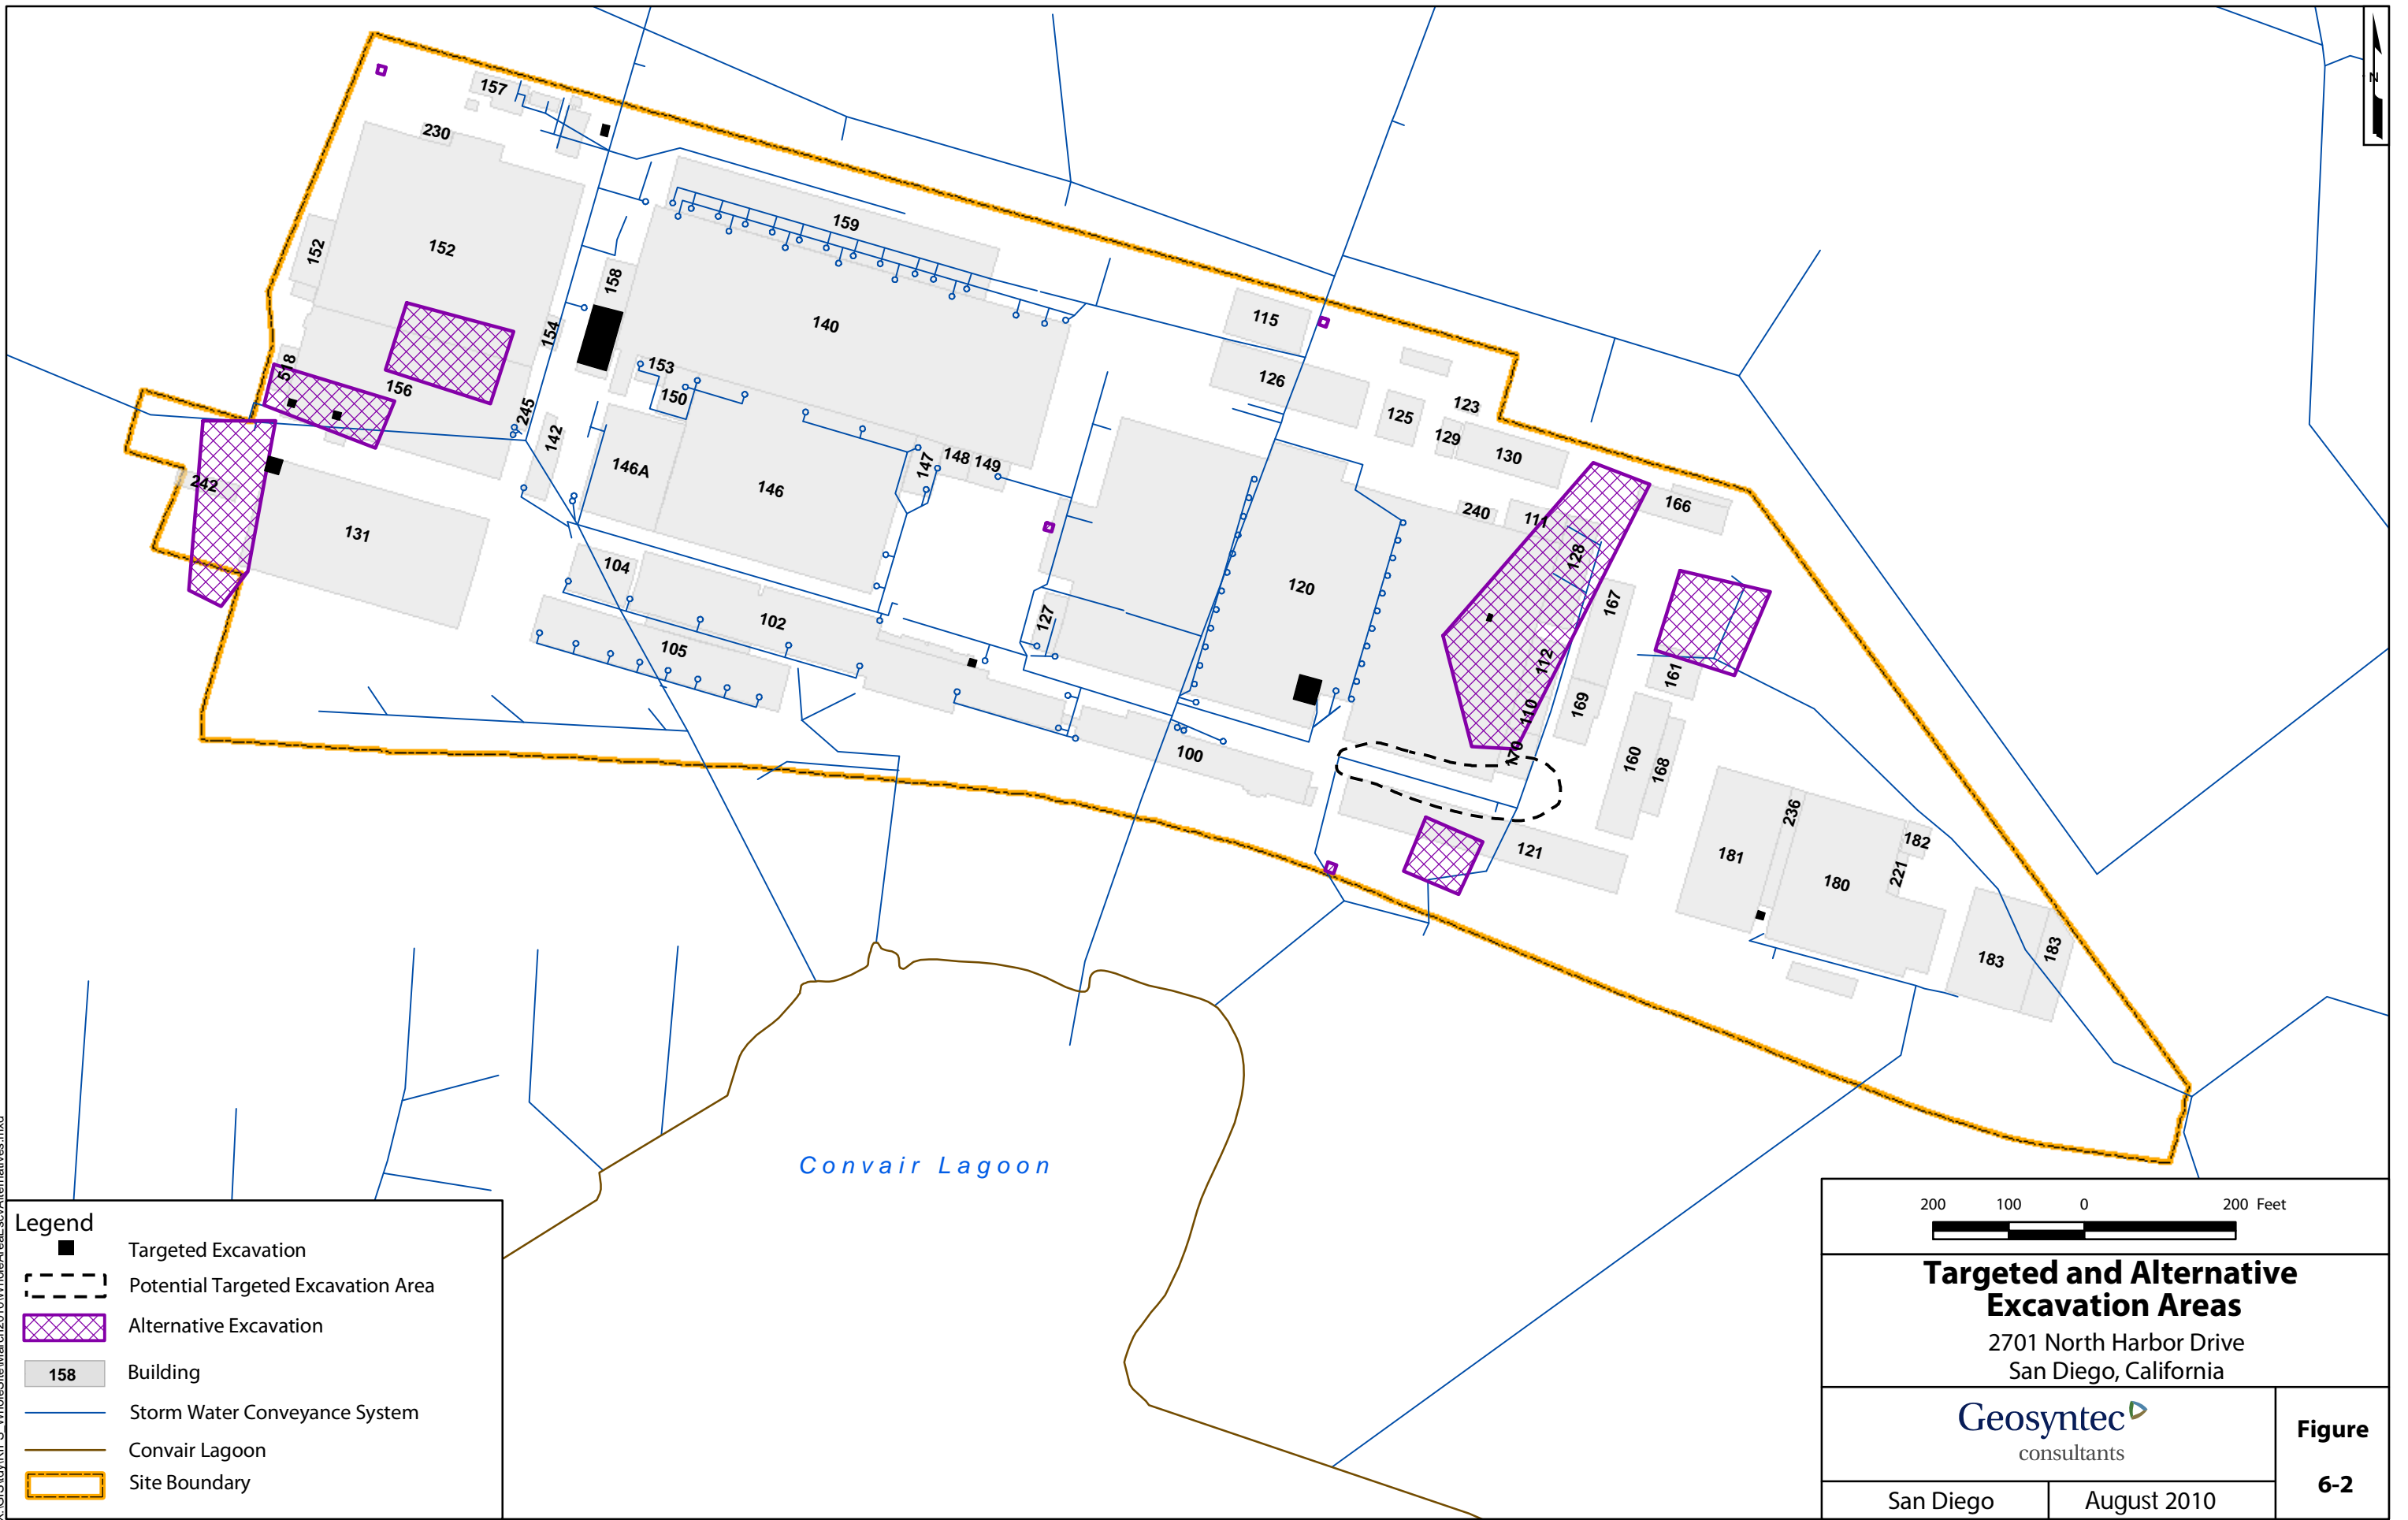 N
157
230
159
152
152
158
140
154
518
156
153
150
245
142
115
126
125
123
129
130
146A
146
147
148
149
240
111
166
242
131
104
102
105
127
120
128
167
112
161
110
169
170
100
160
168
121
236
181
180
182
221
183
183
Convair Lagoon
Legend
Targeted Excavation
Potential Targeted Excavation Area
Alternative Excavation
158
Building
Storm Water Conveyance System
Convair Lagoon
Site Boundary
200 100 0 200 Feet
Targeted and Alternative
Excavation Areas
2701 North Harbor Drive
San Diego, California
Geosyntec
consultants
Figure
6-2
San Diego
August 2010